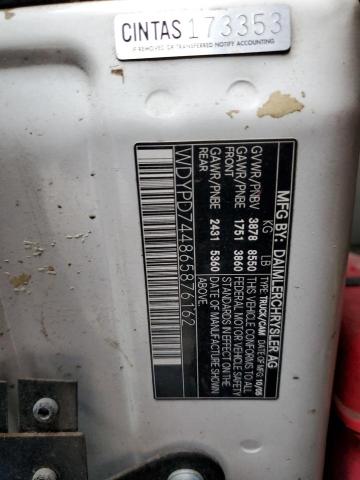 CINTAS 173353
IF REMOVED OR TRANSFERRED NOTIFY ACCOUNTING
MFG BY: DAIMLERCHRYSLER AG
KG LB TYPE TRUCK/CAM DATE OF MFG: 10/05
GVWR/PNBV 3878 8550 THIS VEHICLE CONFORMS TO ALL
GAWR/PNBE 1751 3860 FEDERAL MOTOR VEHICLE SAFETY
FRONT STANDARDS IN EFFECT ON THE
GAWR/PNBE 2431 5360 DATE OF MANUFACTURE SHOWN
REAR ABOVE:
WDYPD744865876162